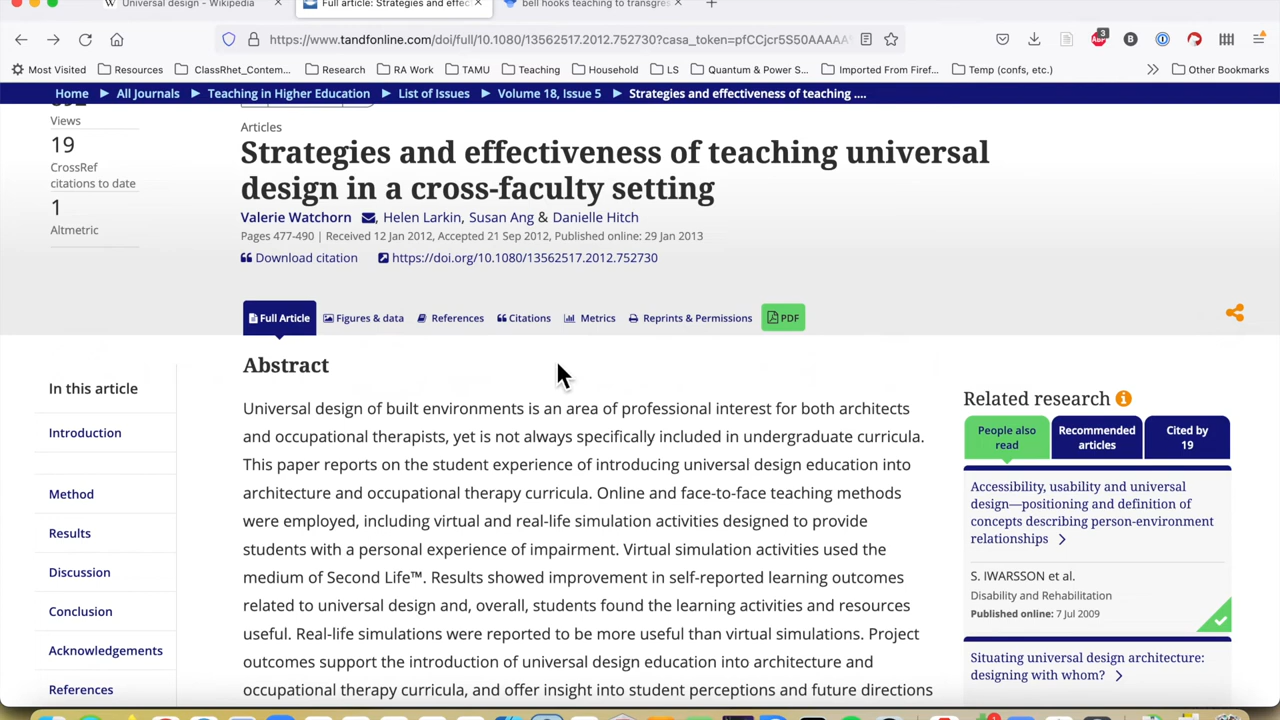 Universal design - Wikipedia
Full article: Strategies and effec
bell hooks teaching to transgres
https://www.tandfonline.com/doi/full/10.1080/13562517.2012.752730?casa_token=pfCCjcr5S50AAAAA
Most Visited Resources ClassRhet_Contem... Research RA Work TAMU Teaching Household LS Quantum & Power S... Imported From Firef... Temp (confs, etc.) Other Bookmarks
Home All Journals Teaching in Higher Education List of Issues Volume 18, Issue 5 Strategies and effectiveness of teaching ....
Views
19
CrossRef
citations to date
1
Altmetric
Articles
Strategies and effectiveness of teaching universal
design in a cross-faculty setting
Valerie Watchorn , Helen Larkin, Susan Ang & Danielle Hitch
Pages 477-490 | Received 12 Jan 2012, Accepted 21 Sep 2012, Published online: 29 Jan 2013
Download citation https://doi.org/10.1080/13562517.2012.752730
Full Article Figures & data References Citations Metrics Reprints & Permissions PDF
In this article
Introduction
Method
Results
Discussion
Conclusion
Acknowledgements
References
Abstract
Universal design of built environments is an area of professional interest for both architects
and occupational therapists, yet is not always specifically included in undergraduate curricula.
This paper reports on the student experience of introducing universal design education into
architecture and occupational therapy curricula. Online and face-to-face teaching methods
were employed, including virtual and real-life simulation activities designed to provide
students with a personal experience of impairment. Virtual simulation activities used the
medium of Second Life™. Results showed improvement in self-reported learning outcomes
related to universal design and, overall, students found the learning activities and resources
useful. Real-life simulations were reported to be more useful than virtual simulations. Project
outcomes support the introduction of universal design education into architecture and
occupational therapy curricula, and offer insight into student perceptions and future directions
Related research
People also
read
Recommended
articles
Cited by
19
Accessibility, usability and universal
design—positioning and definition of
concepts describing person-environment
relationships
S. IWARSSON et al.
Disability and Rehabilitation
Published online: 7 Jul 2009
Situating universal design architecture:
designing with whom?